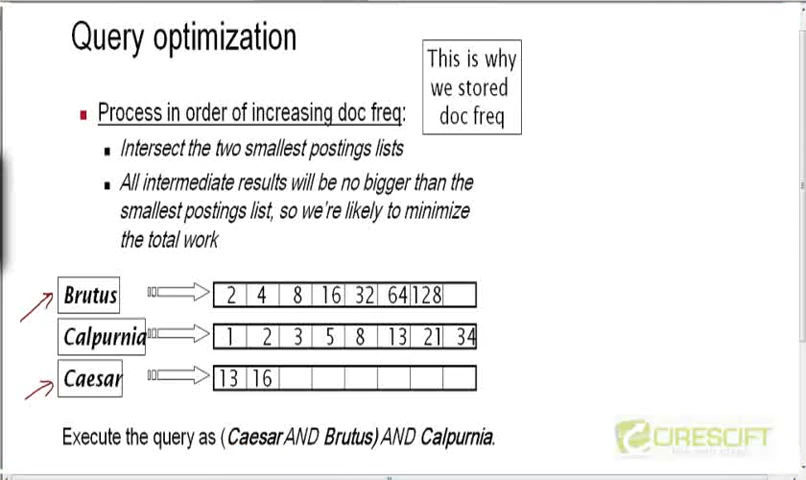 Query optimization
This is why
we stored
doc freq
Process in order of increasing doc freq:
Intersect the two smallest postings lists
All intermediate results will be no bigger than the
smallest postings list, so we're likely to minimize
the total work
Brutus 2 4 8 16 32 64 128
Calpurnia 1 2 3 5 8 13 21 34
Caesar 13 16
Execute the query as (Caesar AND Brutus) AND Calpurnia.